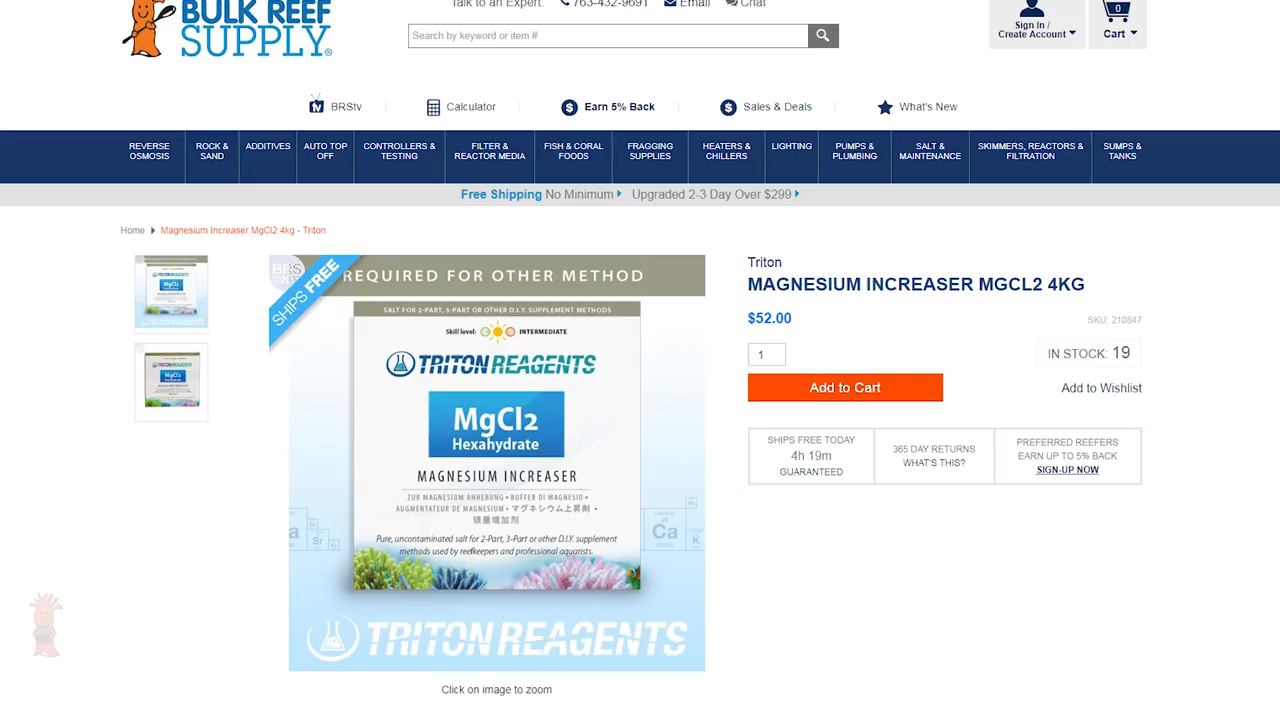 BULK REEF
SUPPLY®
Talk to an Expert: 763-432-9691 Email Chat
Search by keyword or item #
Sign In /
Create Account
0
Cart
BRStv
Calculator
Earn 5% Back
Sales & Deals
What's New
REVERSE
OSMOSIS
ROCK &
SAND
ADDITIVES
AUTO TOP
OFF
CONTROLLERS &
TESTING
FILTER &
REACTOR MEDIA
FISH & CORAL
FOODS
FRAGGING
SUPPLIES
HEATERS &
CHILLERS
LIGHTING
PUMPS &
PLUMBING
SALT &
MAINTENANCE
SKIMMERS, REACTORS &
FILTRATION
SUMPS &
TANKS
Free Shipping No Minimum Upgraded 2-3 Day Over $299
Home Magnesium Increaser MgCl2 4kg - Triton
BRS
SHIPS FREE
REQUIRED FOR OTHER METHOD
SALT FOR 2-PART, 3-PART OR OTHER D.I.Y. SUPPLEMENT METHODS
Skill level: INTERMEDIATE
TRITON REAGENTS
MgCl2
Hexahydrate
MAGNESIUM INCREASER
ZUR MAGNESIUM ANHEBUNG • BUFFER DI MAGNESIO •
AUGMENTATEUR DE MAGNESIUM • マグネシウム上昇剤 •
镁量增加剂
Pure, uncontaminated salt for 2-Part, 3-Part or other D.I.Y. supplement
methods used by reefkeepers and professional aquarists.
a
Sr
Ca
K
TRITON REAGENTS
Click on image to zoom
Triton
MAGNESIUM INCREASER MGCL2 4KG
$52.00
SKU: 210847
1
IN STOCK: 19
Add to Cart
Add to Wishlist
SHIPS FREE TODAY
4h 19m
GUARANTEED
365 DAY RETURNS
WHAT'S THIS?
PREFERRED REEFERS
EARN UP TO 5% BACK
SIGN-UP NOW